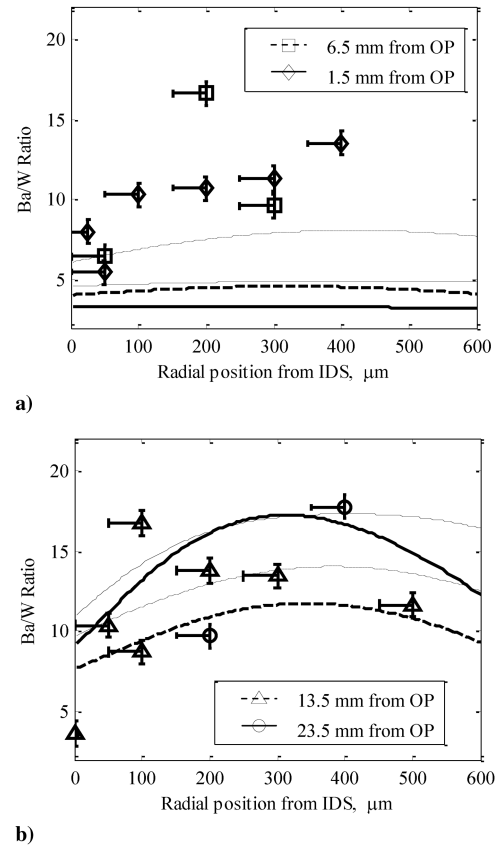 20
15
10
5
Ba/W Ratio
6.5 mm from OP
1.5 mm from OP
0 100 200 300 400 500 600
Radial position from IDS, μm
a)
20
15
10
5
Ba/W Ratio
13.5 mm from OP
23.5 mm from OP
0 100 200 300 400 500 600
Radial position from IDS, μm
b)